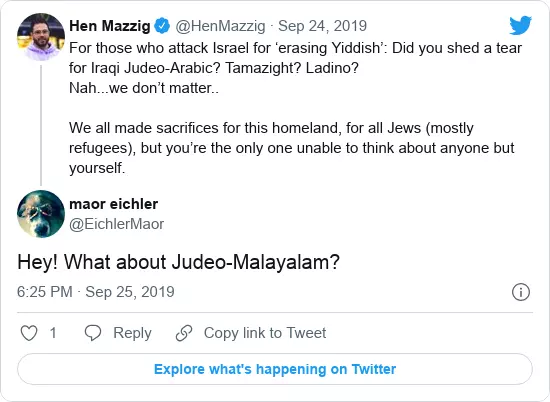 Hen Mazzig @HenMazzig · Sep 24, 2019
For those who attack Israel for ‘erasing Yiddish’: Did you shed a tear
for Iraqi Judeo-Arabic? Tamazight? Ladino?
Nah...we don’t matter..
We all made sacrifices for this homeland, for all Jews (mostly
refugees), but you’re the only one unable to think about anyone but
yourself.
maor eichler
@EichlerMaor
Hey! What about Judeo-Malayalam?
6:25 PM · Sep 25, 2019
1 Reply Copy link to Tweet
Explore what's happening on Twitter